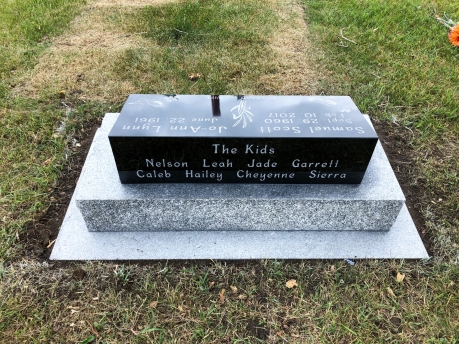 Samuel Scott
Sept 29 1960
Feb 10 2017
Jo-Ann Lynn
June 22 1961
The Kids
Nelson Leah Jade Garrell
Caleb Hailey Cheyenne Sierra